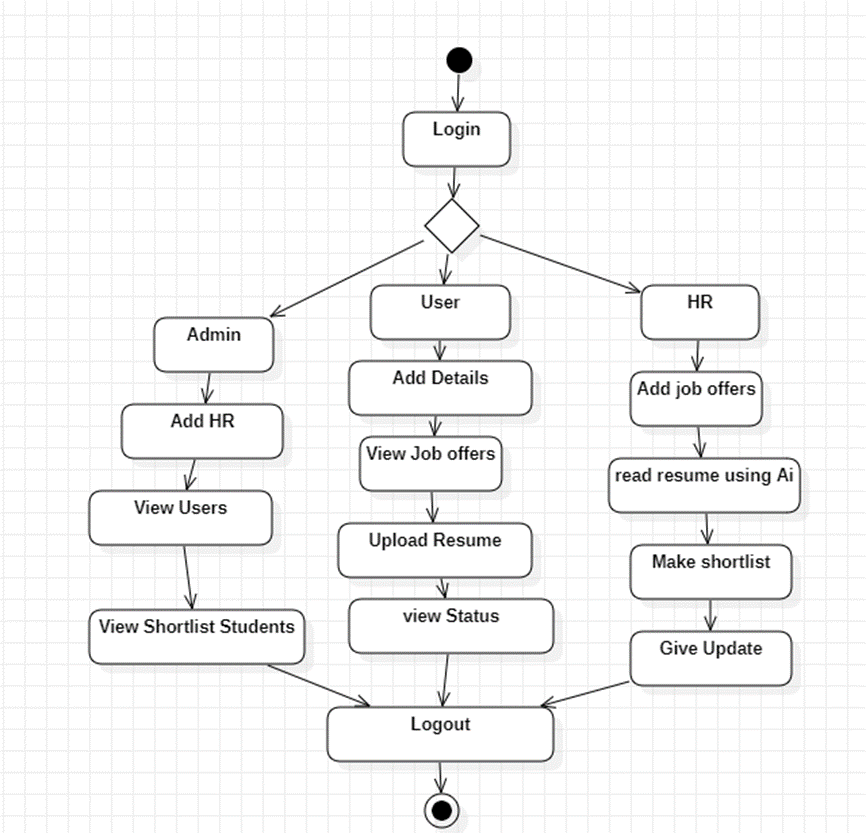 Login
User
HR
Admin
Add Details
Add job offers
Add HR
View Job offers
read resume using Ai
View Users
Upload Resume
Make shortlist
view Status
View Shortlist Students
Give Update
Logout